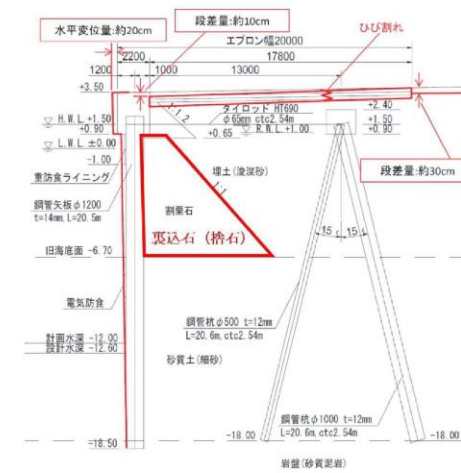 段差量:約10cm
水平変位量:約20cm
ひび割れ
エプロン幅20000
2200
17800
1200
1000
13000
+3.50
1:1.2
タイロッド HT690
φ65mm ctc2.54m
+2.40
H.W.L +1.50
+0.90
+0.65
R.W.L +1.00
+1.50
+0.90
L.W.L ±0.00
-1.00
段差量:約30cm
重防食ライニング
埋土(浚渫砂)
1:1
鋼管矢板φ1200
t=14mm, L=20.5m
割栗石
裏込石(捨石)
15
15
旧海底面 -6.70
電気防食
鋼管杭φ500 t=12mm
L=20.6m, ctc2.54m
計画水深 -12.00
設計水深 -12.60
砂質土(細砂)
鋼管杭φ1000 t=12mm
L=20.6m, ctc2.54m
-18.50
-18.00
-18.00
岩盤(砂質泥岩)